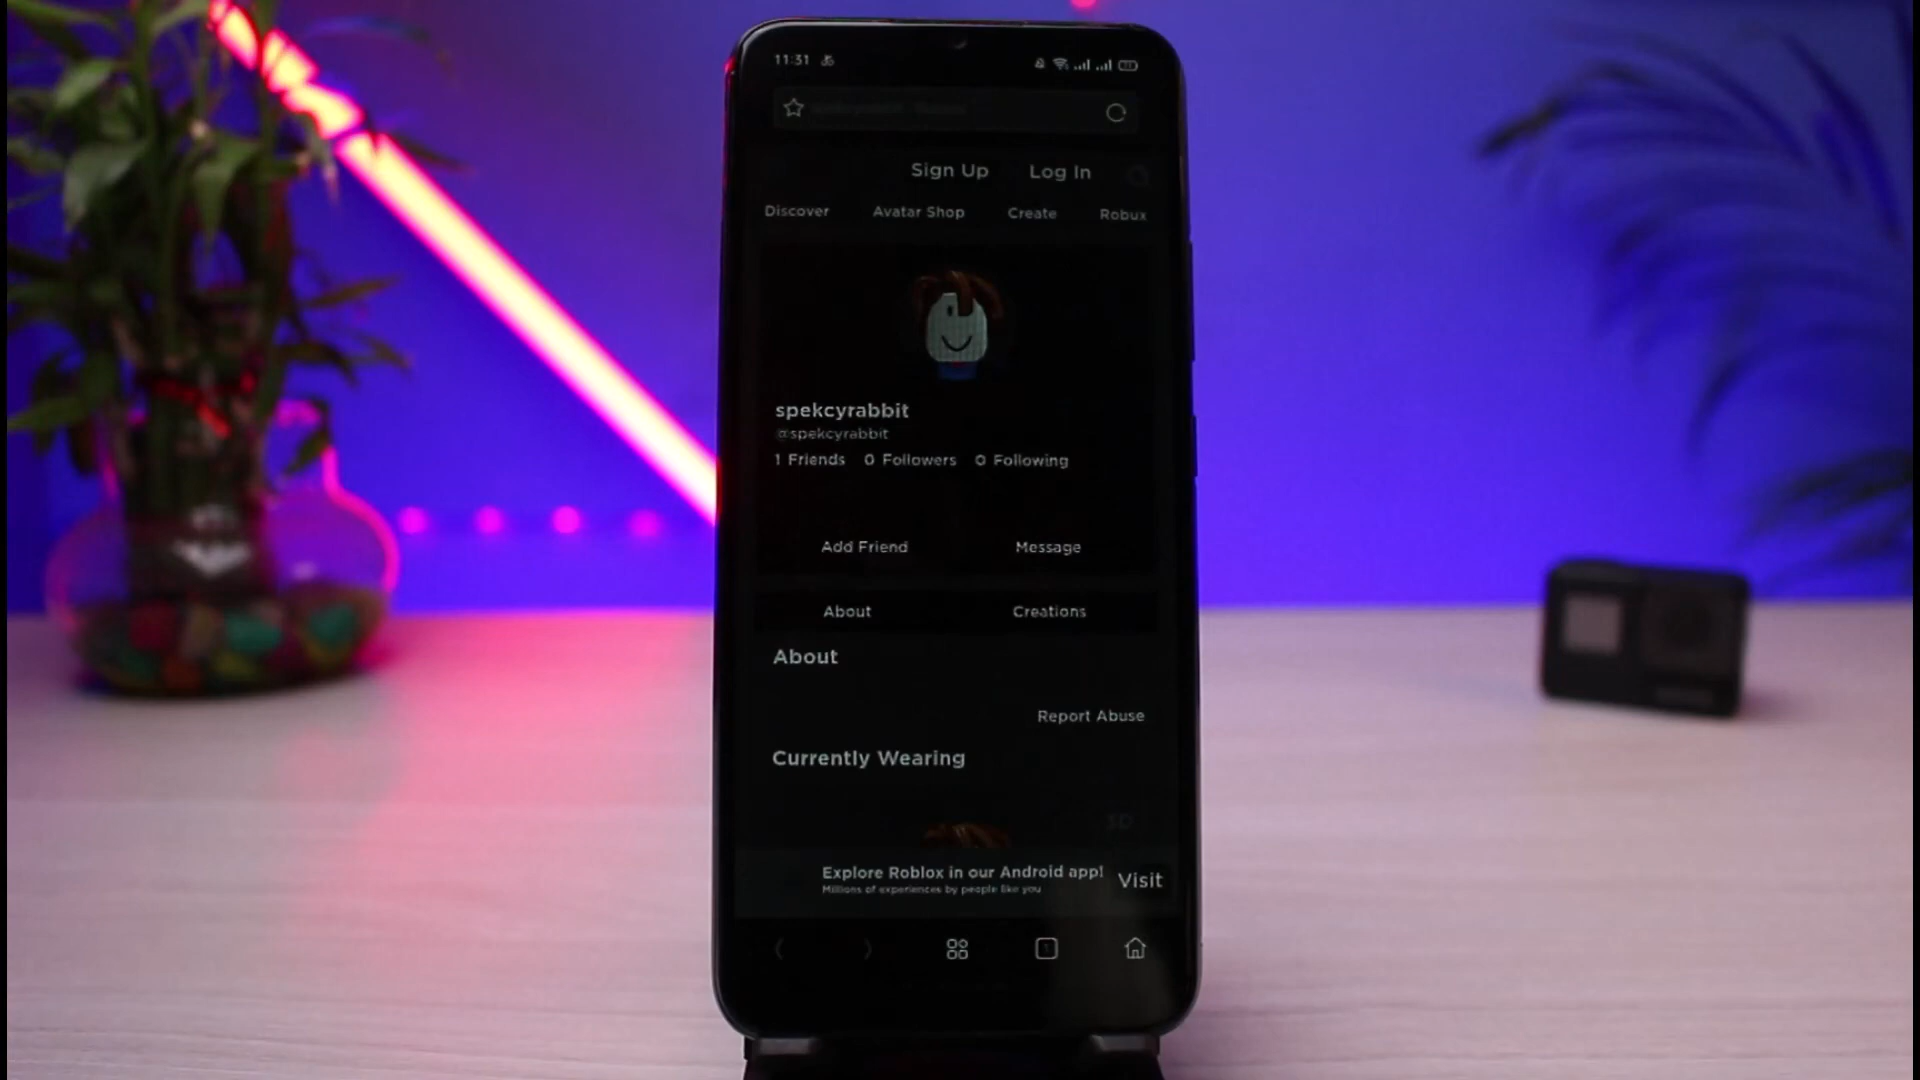 11:31
Sign Up Log In
Discover Avatar Shop Create Robux
spekcyrabbit
@spekcyrabbit
1 Friends 0 Followers 0 Following
Add Friend Message
About Creations
About
Report Abuse
Currently Wearing
3D
Explore Roblox in our Android app!
Millions of experiences by people like you
Visit